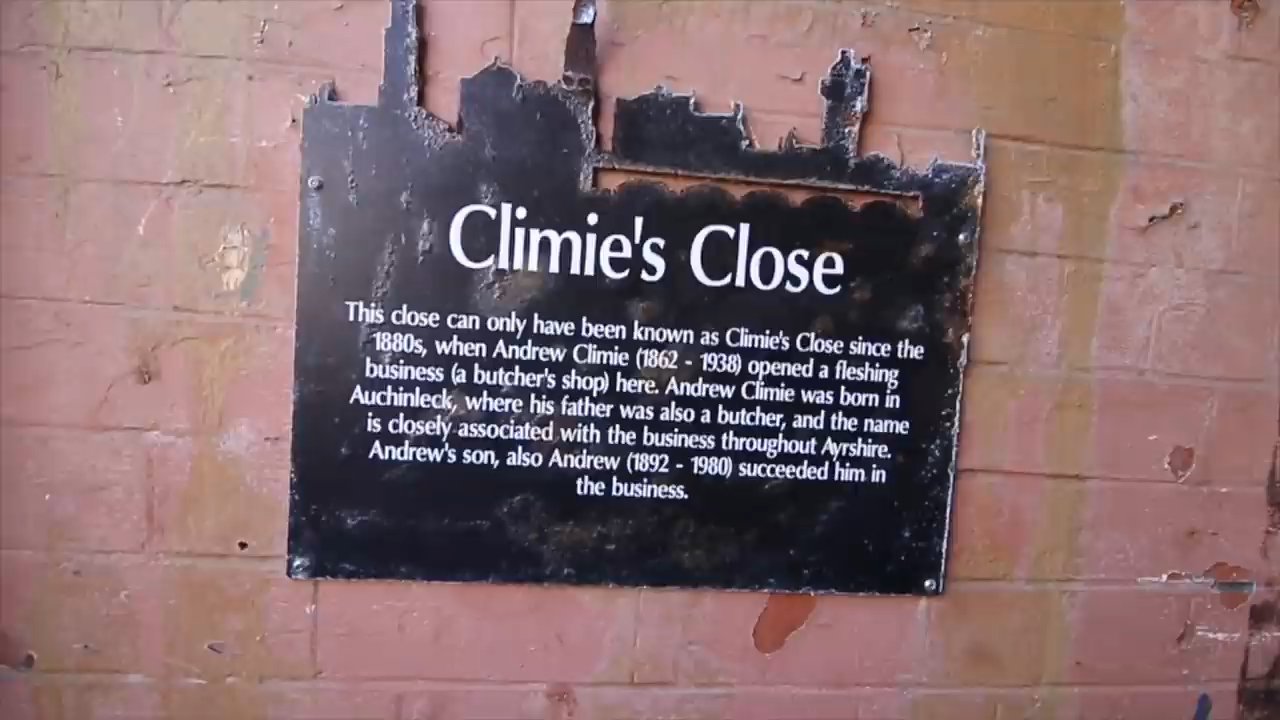 Climie's Close
This close can only have been known as Climie's Close since the
1880s, when Andrew Climie (1862 - 1938) opened a fleshing
business (a butcher's shop) here. Andrew Climie was born in
Auchinleck, where his father was also a butcher, and the name
is closely associated with the business throughout Ayrshire.
Andrew's son, also Andrew (1892 - 1980) succeeded him in
the business.